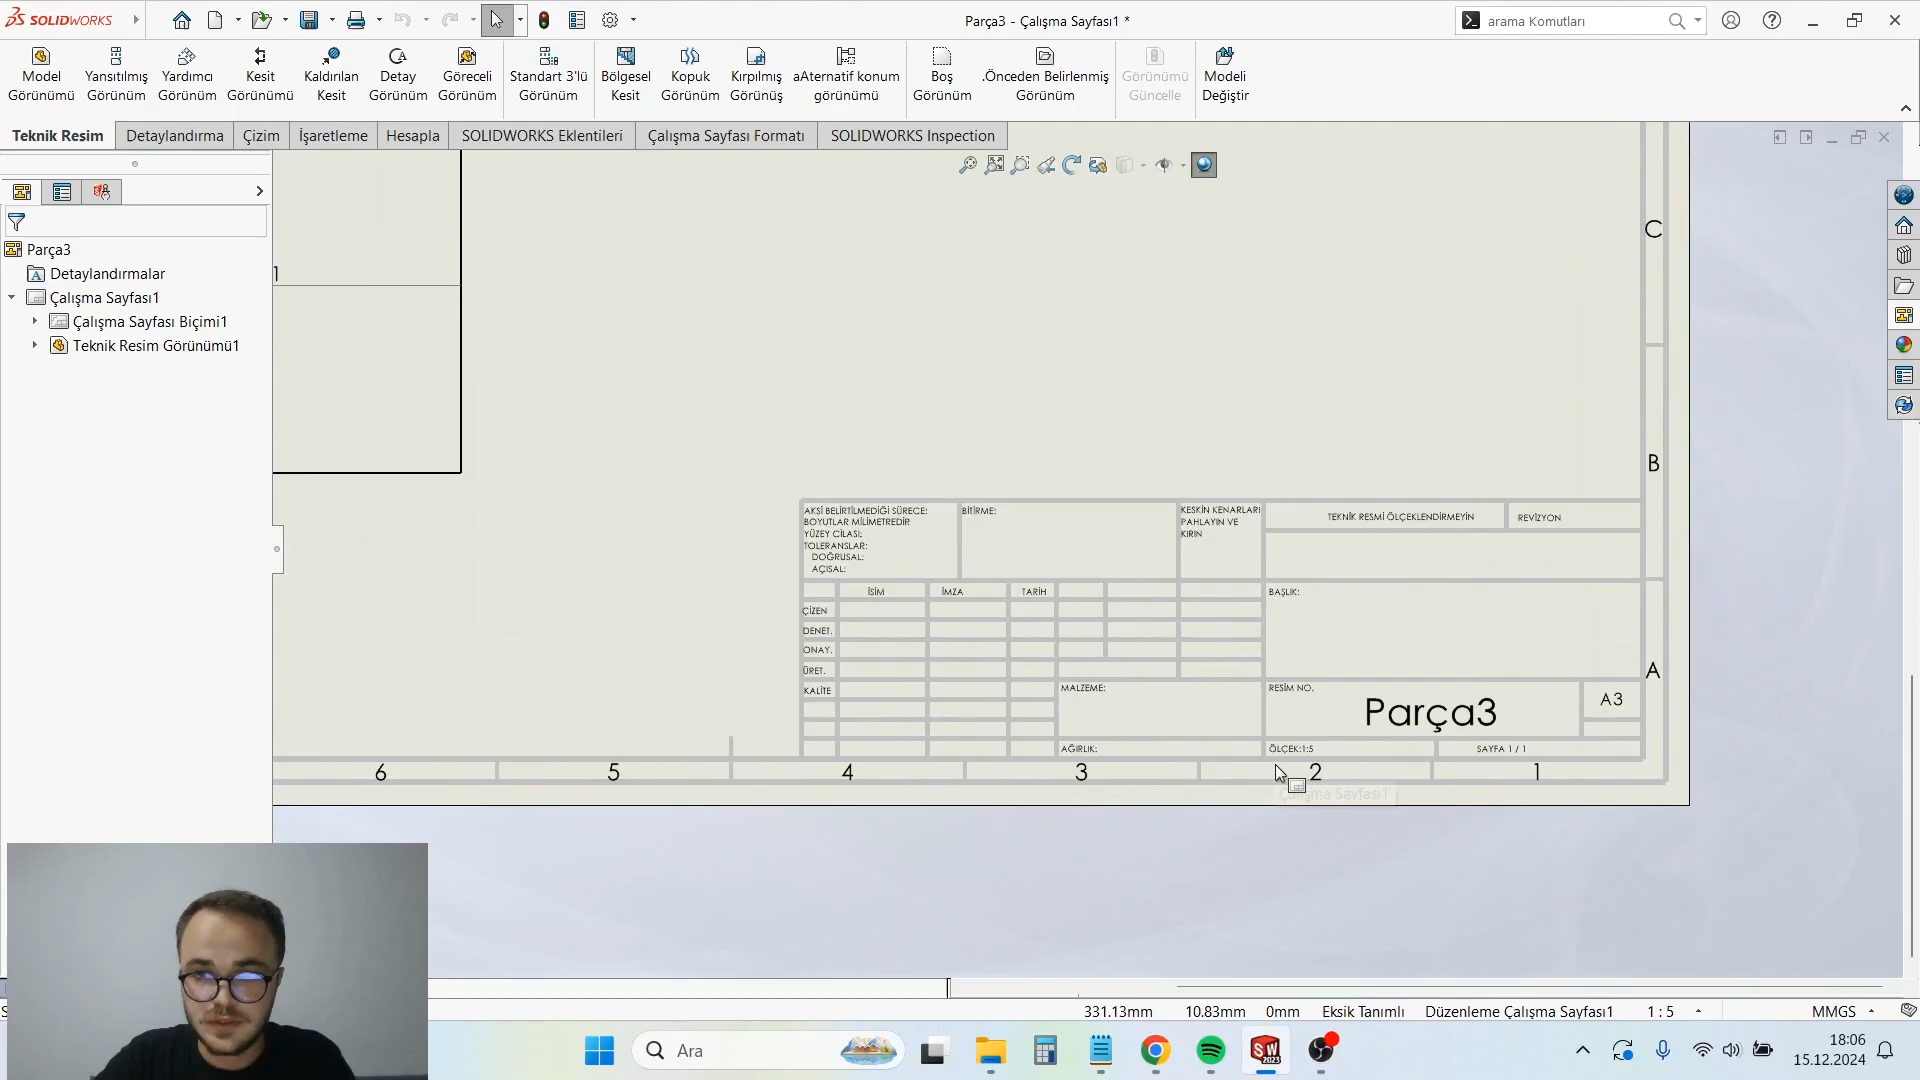 SOLIDWORKS
Parça3 - Çalışma Sayfası1 *
arama Komutları
Model Görünümü
Yansıtılmış Görünüm
Yardımcı Görünüm
Kesit Görünümü
Kaldırılan Kesit
Detay Görünüm
Göreceli Görünüm
Standart 3'lü Görünüm
Bölgesel Kesit
Kopuk Görünüm
Kırpılmış Görünüş
aAternatif konum görünümü
Boş Görünüm
.Önceden Belirlenmiş Görünüm
Görünümü Güncelle
Modeli Değiştir
Teknik Resim
Detaylandırma
Çizim
İşaretleme
Hesapla
SOLIDWORKS Eklentileri
Çalışma Sayfası Formatı
SOLIDWORKS Inspection
Parça3
Detaylandırmalar
Çalışma Sayfası1
Çalışma Sayfası Biçimi1
Teknik Resim Görünümü1
1
C
B
A
AKSİ BELİRTİLMEDİĞİ SÜRECE:
BOYUTLAR MİLİMETREDİR
YÜZEY CİLASI:
TOLERANSLAR:
DOĞRUSAL:
AÇISAL:
BİTİRME:
KESKİN KENARLARI
PAHLAYIN VE
KIRIN
TEKNİK RESMİ ÖLÇEKLENDİRMEYİN
REVİZYON
İSİM
İMZA
TARİH
BAŞLIK:
ÇİZEN
DENET.
ONAY.
ÜRET.
KALİTE
MALZEME:
RESİM NO.
Parça3
A3
AĞIRLIK:
ÖLÇEK:1:5
SAYFA 1 / 1
6
5
4
3
2
1
Çalışma Sayfası1
331.13mm
10.83mm
0mm
Eksik Tanımlı
Düzenleme Çalışma Sayfası1
1 : 5
MMGS
Ara
SW
2023
18:06
15.12.2024